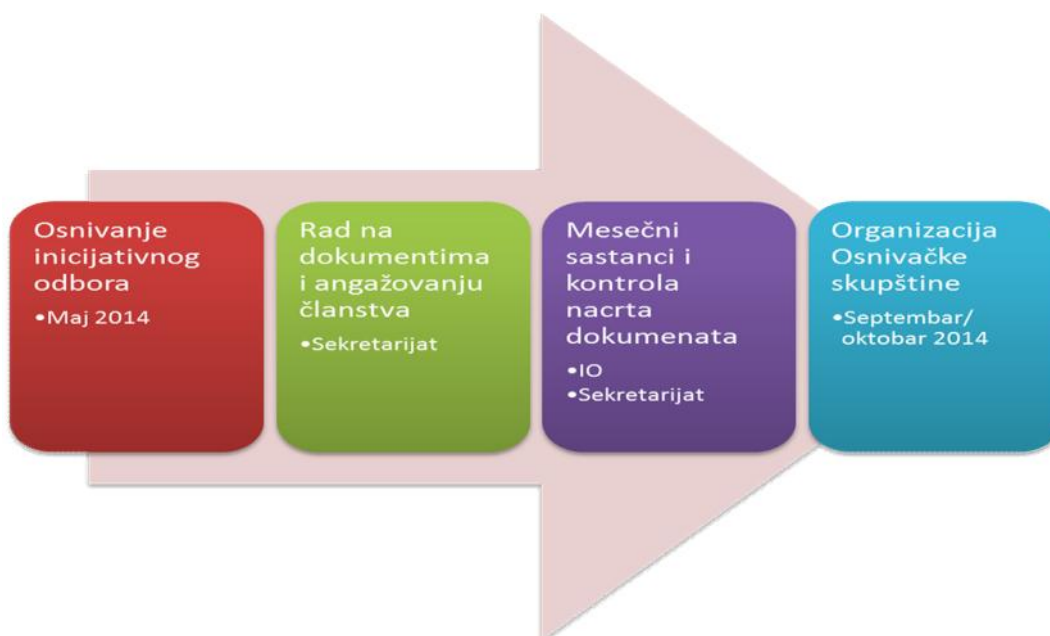 Osnivanje
inicijativnog
odbora
•Maj 2014
Rad na
dokumentima
i angažovanju
članstva
•Sekretarijat
Mesečni
sastanci i
kontrola
nacrta
dokumenata
•IO
•Sekretarijat
Organizacija
Osnivačke
skupštine
•Septembar/
oktobar 2014